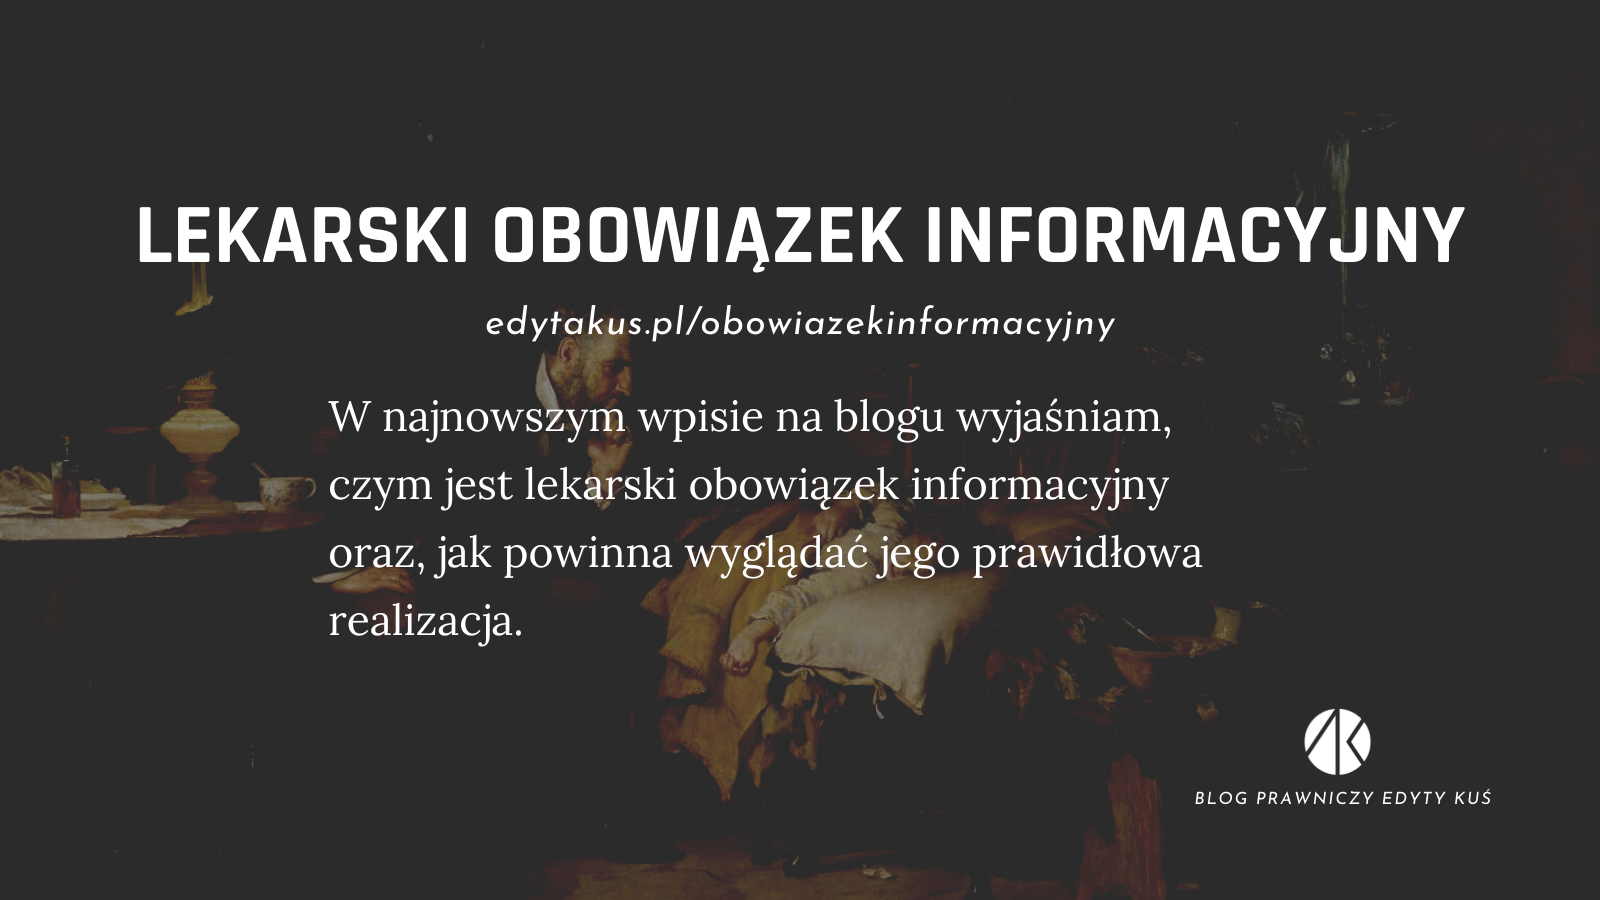 LEKARSKI OBOWIĄZEK INFORMACYJNY
edytakus.pl/obowiazekinformacyjny
W najnowszym wpisie na blogu wyjaśniam,
czym jest lekarski obowiązek informacyjny
oraz, jak powinna wyglądać jego prawidłowa
realizacja.
BLOG PRAWNICZY EDYTY KUŚ